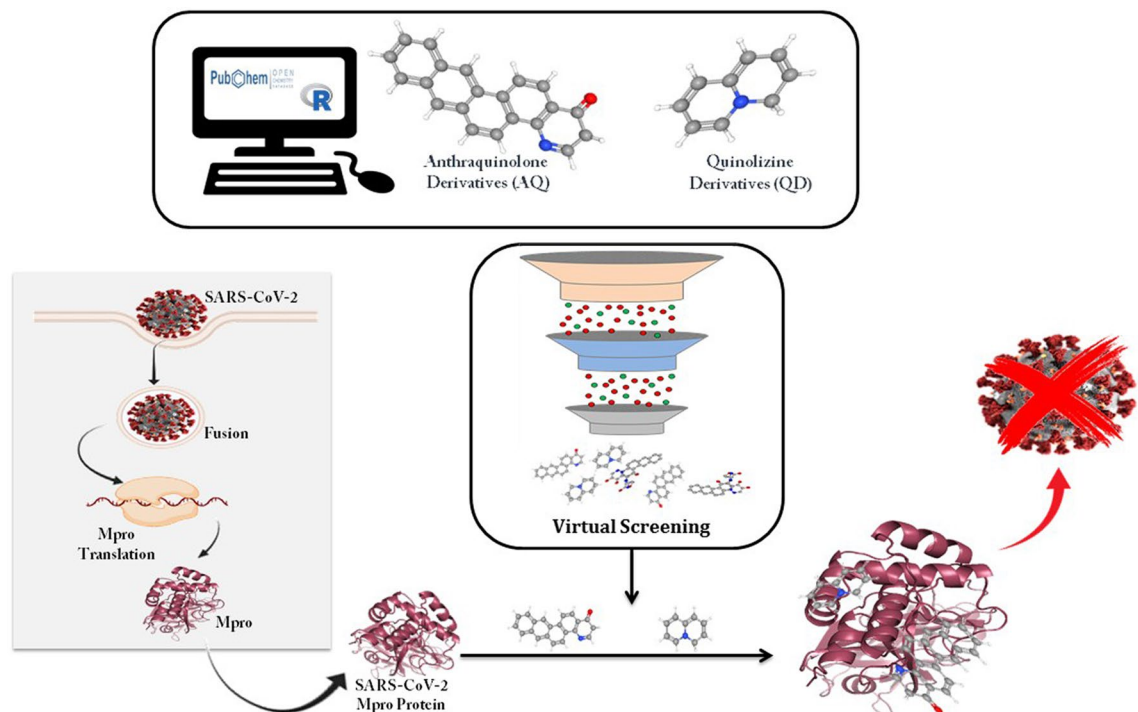 PubChem
OPEN
CHEMISTRY
DATABASE
R
Anthraquinolone
Derivatives (AQ)
Quinolizine
Derivatives (QD)
SARS-CoV-2
Fusion
Mpro
Translation
Mpro
Virtual Screening
SARS-CoV-2
Mpro Protein